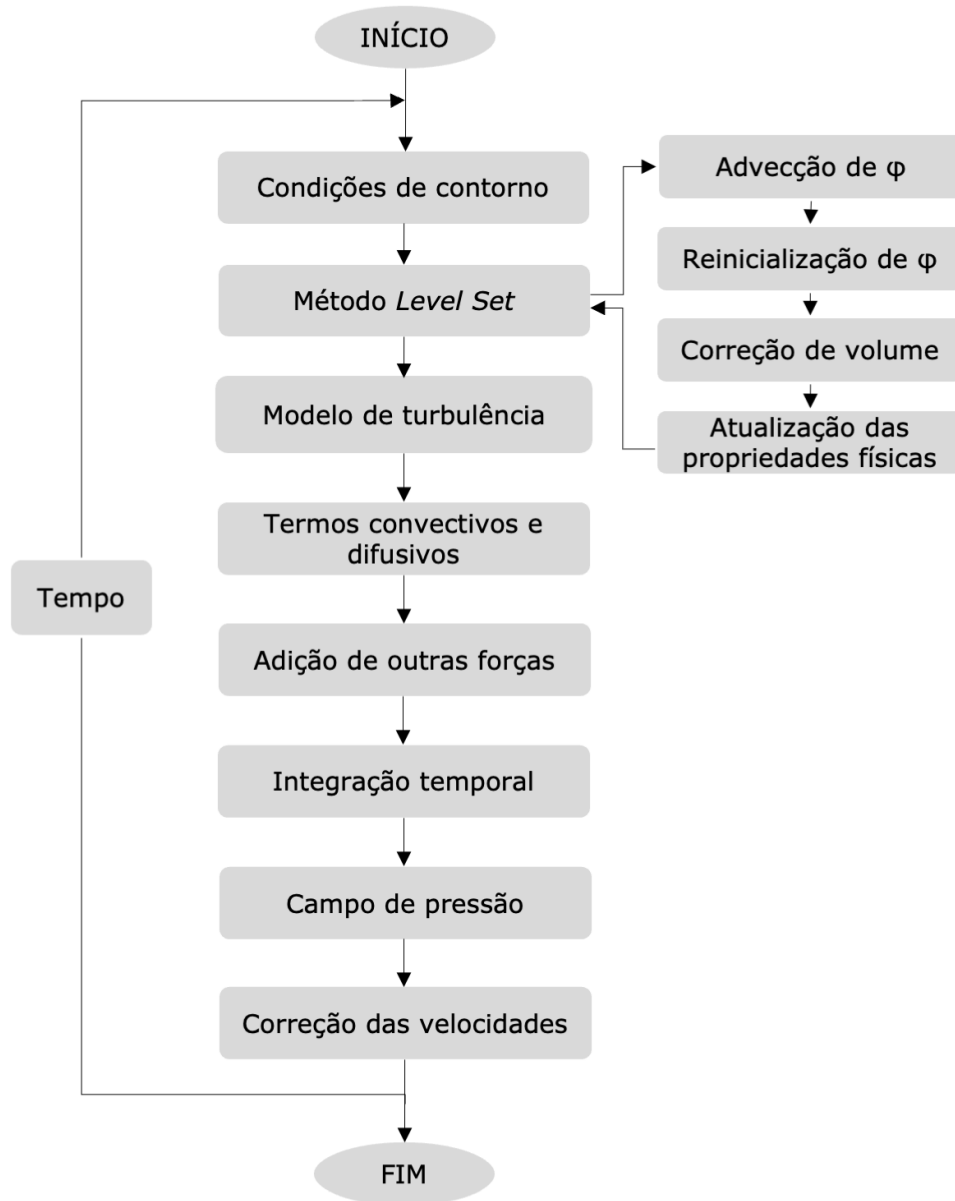 INÍCIO
Condições de contorno
Método Level Set
Advecção de φ
Reinicialização de φ
Correção de volume
Atualização das
propriedades físicas
Modelo de turbulência
Termos convectivos e
difusivos
Adição de outras forças
Integração temporal
Campo de pressão
Correção das velocidades
Tempo
FIM